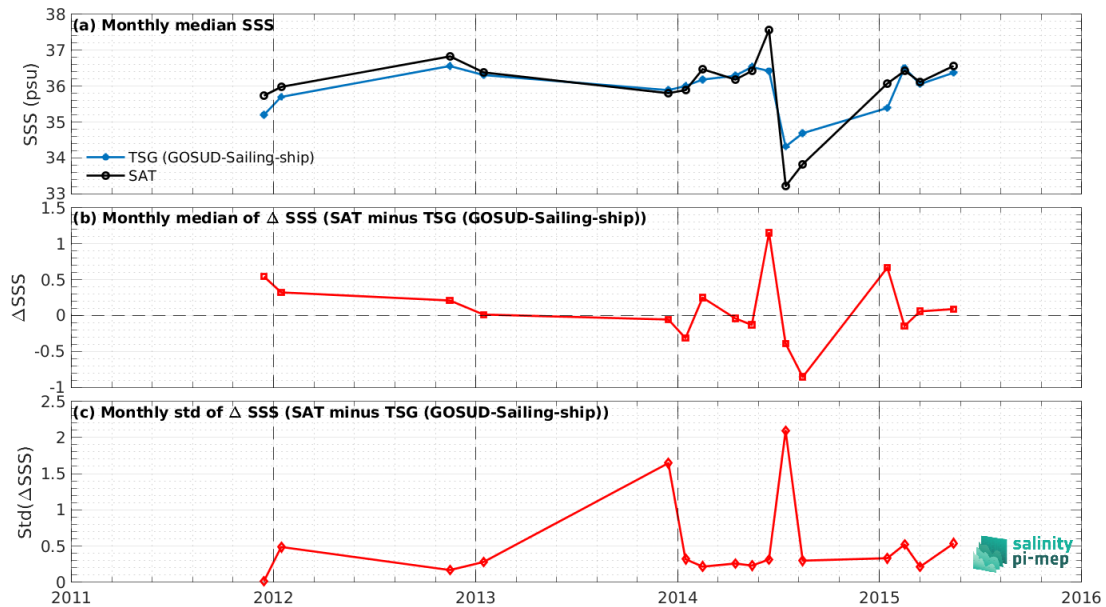 (a) Monthly median SSS
38
37
36
35
34
33
SSS (psu)
TSG (GOSUD-Sailing-ship)
SAT
(b) Monthly median of Δ SSS (SAT minus TSG (GOSUD-Sailing-ship))
1.5
1
0.5
0
-0.5
-1
ΔSSS
(c) Monthly std of Δ SSS (SAT minus TSG (GOSUD-Sailing-ship))
2.5
2
1.5
1
0.5
0
Std(ΔSSS)
salinity
pi-mep
2011 2012 2013 2014 2015 2016